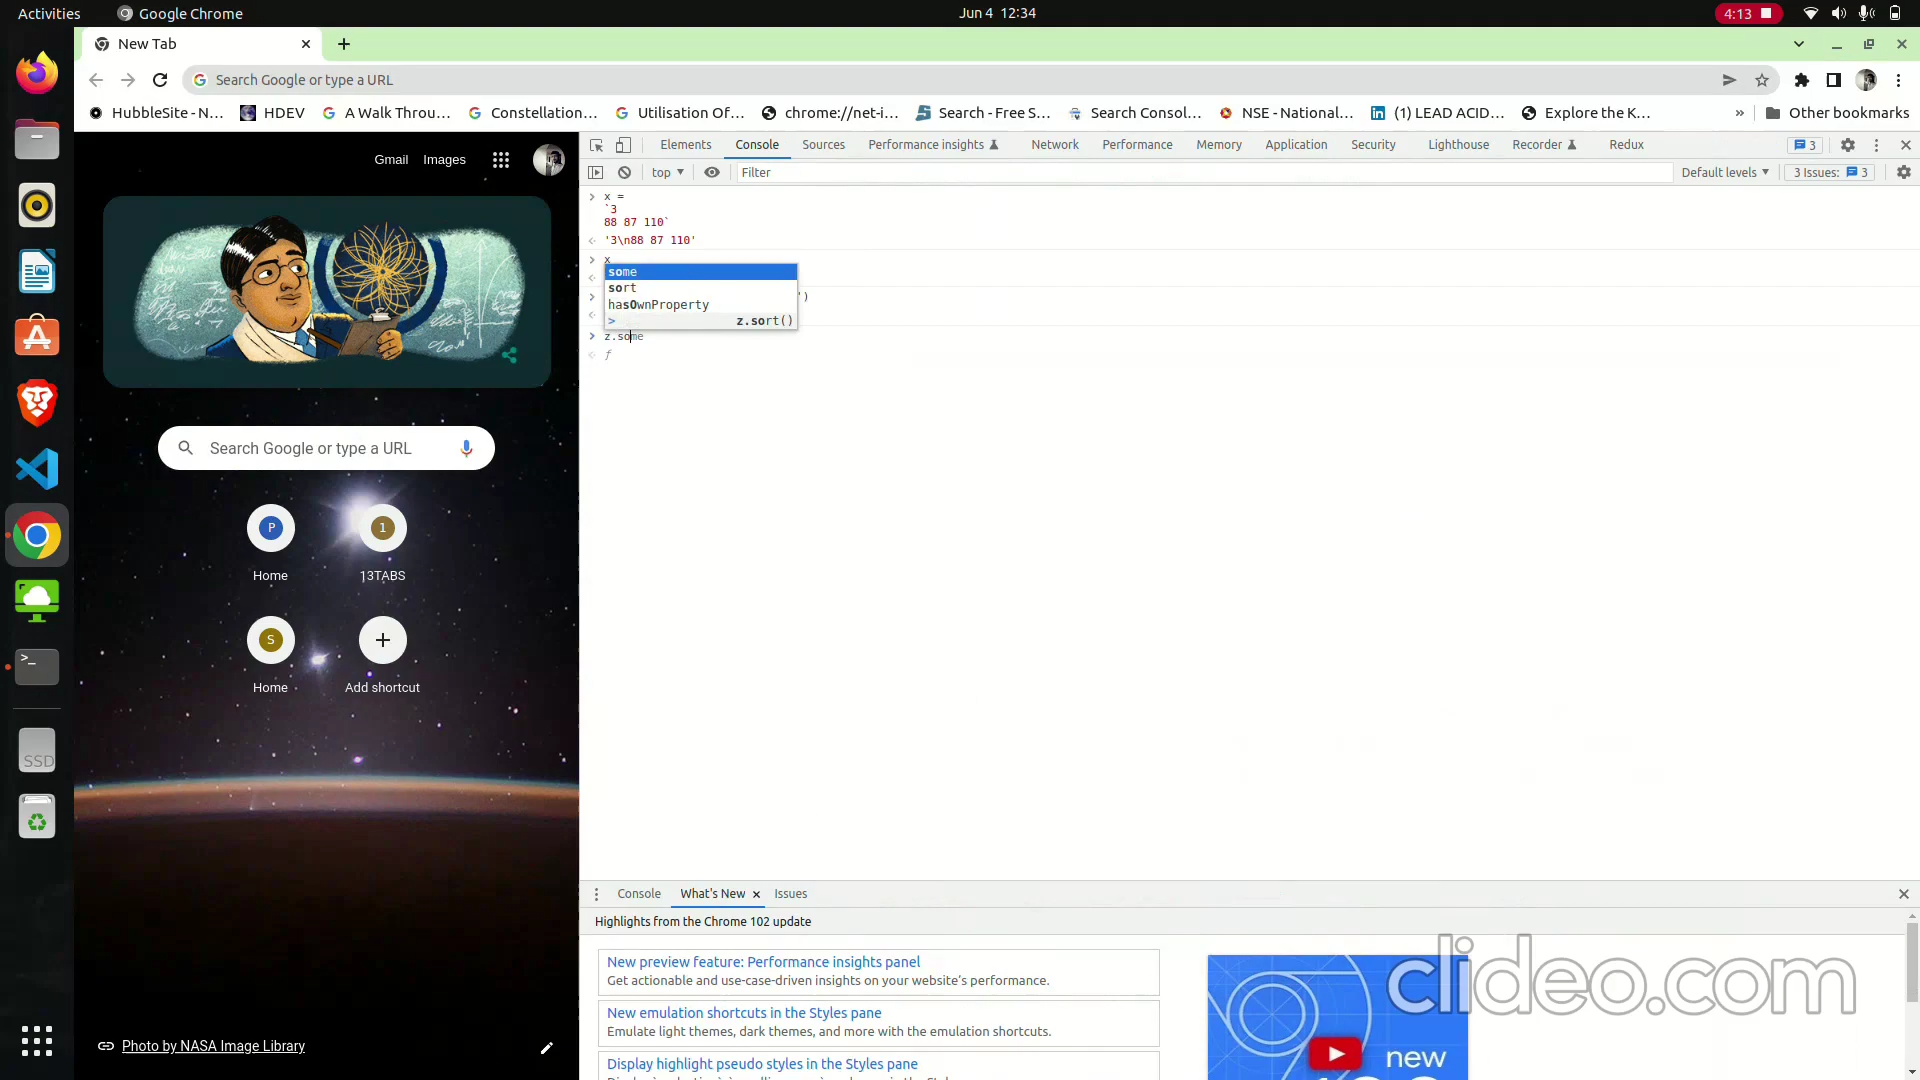 Activities
Google Chrome
Jun 4 12:34
4:13
New Tab
Search Google or type a URL
HubbleSite - N...
HDEV
A Walk Throu...
Constellation...
Utilisation Of...
chrome://net-i...
Search - Free S...
Search Consol...
NSE - National...
(1) LEAD ACID...
Explore the K...
»
Other bookmarks
Gmail
Images
Search Google or type a URL
P
Home
1
13TABS
S
Home
Add shortcut
Photo by NASA Image Library
SSD
Elements
Console
Sources
Performance insights
Network
Performance
Memory
Application
Security
Lighthouse
Recorder
Redux
3
top
Filter
Default levels
3 Issues: 3
x =
`3
88 87 110`
'3\n88 87 110'
x
some
sort
hasOwnProperty
> z.sort()
')
z.some
ƒ
Console
What's New
Issues
Highlights from the Chrome 102 update
New preview feature: Performance insights panel
Get actionable and use-case-driven insights on your website's performance.
New emulation shortcuts in the Styles pane
Emulate light themes, dark themes, and more with the emulation shortcuts.
Display highlight pseudo styles in the Styles pane
new
clideo.com